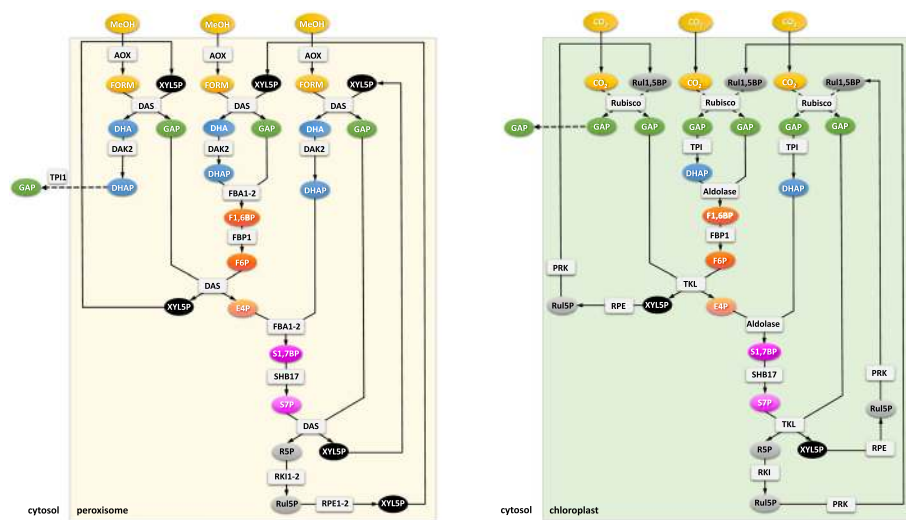 MeOH MeOH MeOH
AOX AOX AOX
FORM XYL5P FORM XYL5P FORM XYL5P
DAS DAS DAS
DHA GAP DHA GAP DHA GAP
DAK2 DAK2 DAK2
GAP TPI1 DHAP DHAP DHAP
FBA1-2
F1,6BP
FBP1
F6P
DAS
XYL5P E4P
FBA1-2
S1,7BP
SHB17
S7P
DAS
R5P XYL5P
RKI1-2
Rul5P RPE1-2 XYL5P
cytosol peroxisome
CO2 CO2 CO2
CO2 Rul1,5BP CO2 Rul1,5BP CO2 Rul1,5BP
Rubisco Rubisco Rubisco
GAP GAP GAP GAP GAP GAP GAP
TPI TPI
DHAP DHAP
Aldolase
F1,6BP
FBP1
F6P
PRK
TKL
Rul5P RPE XYL5P E4P
Aldolase
S1,7BP
SHB17 PRK
S7P Rul5P
TKL
R5P XYL5P RPE
RKI
Rul5P PRK
cytosol chloroplast